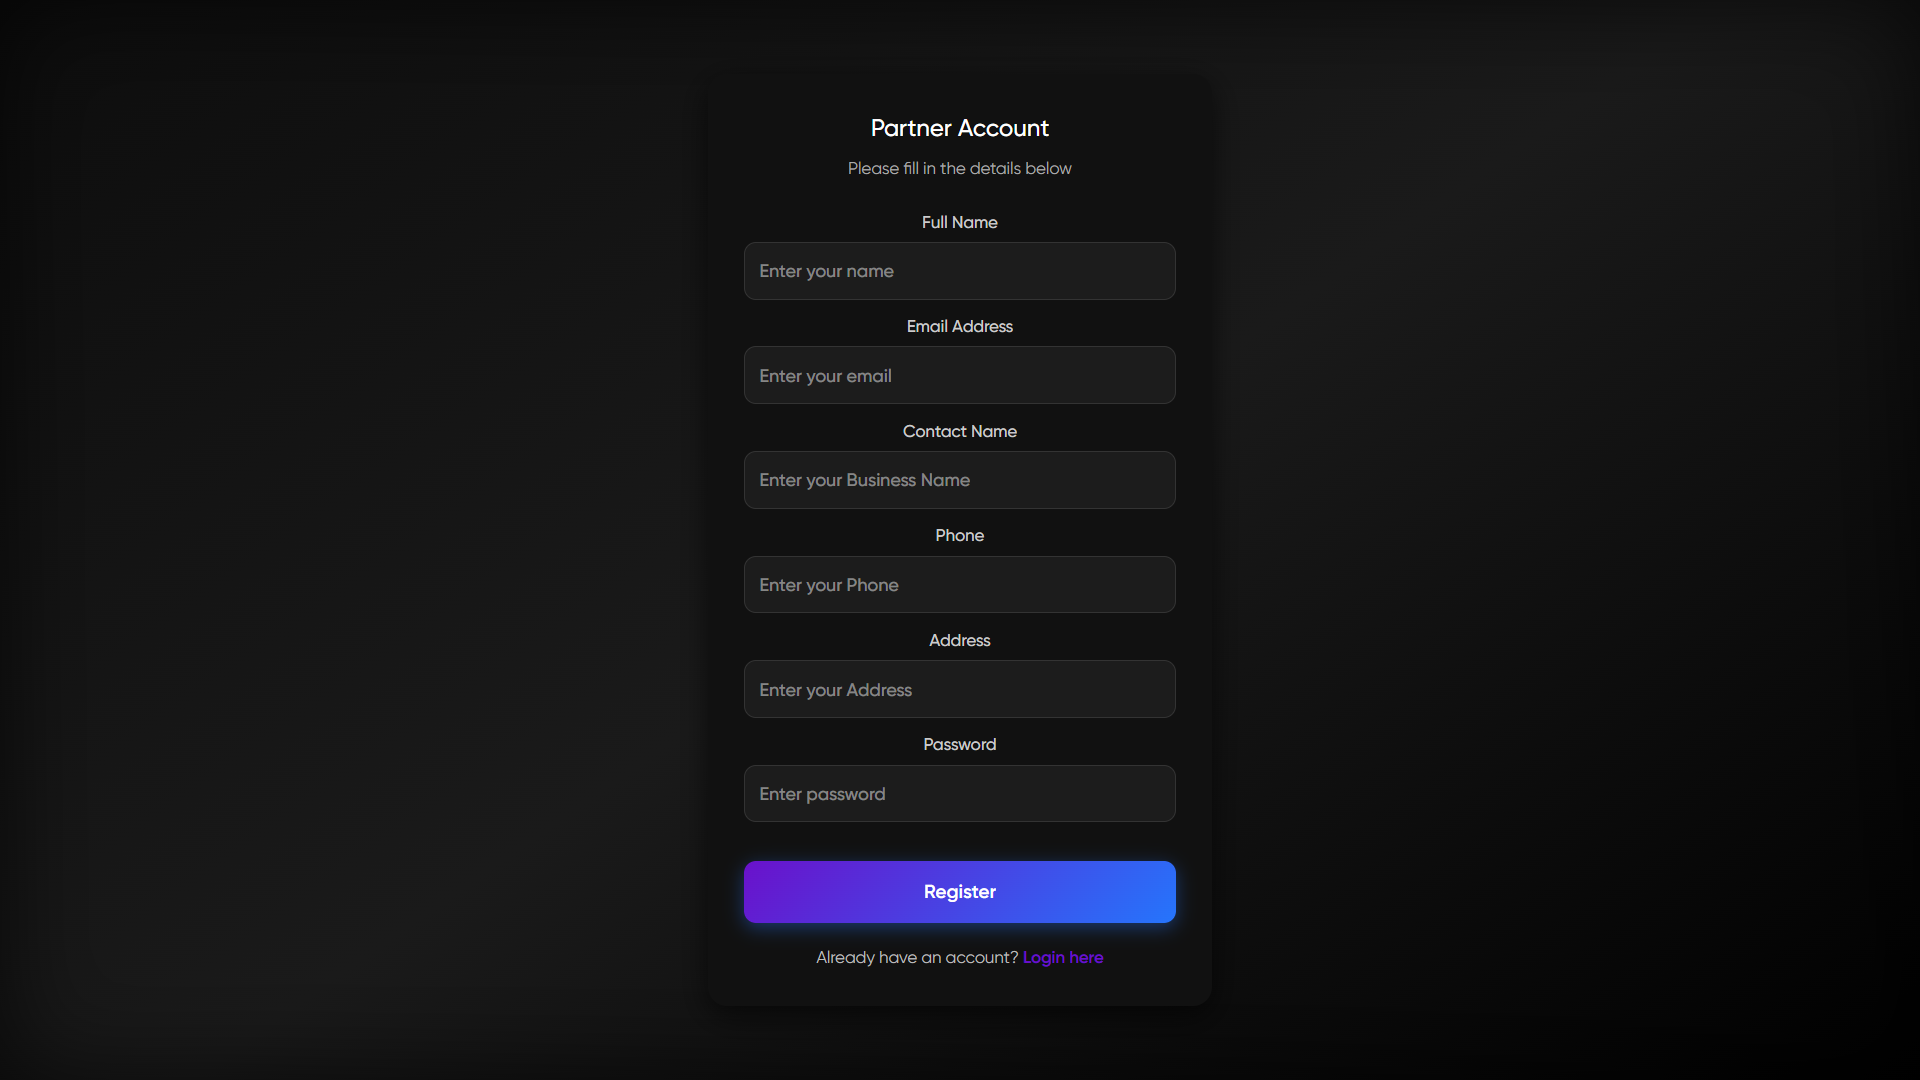 Partner Account
Please fill in the details below
Full Name
Enter your name
Email Address
Enter your email
Contact Name
Enter your Business Name
Phone
Enter your Phone
Address
Enter your Address
Password
Enter password
Register
Already have an account? Login here